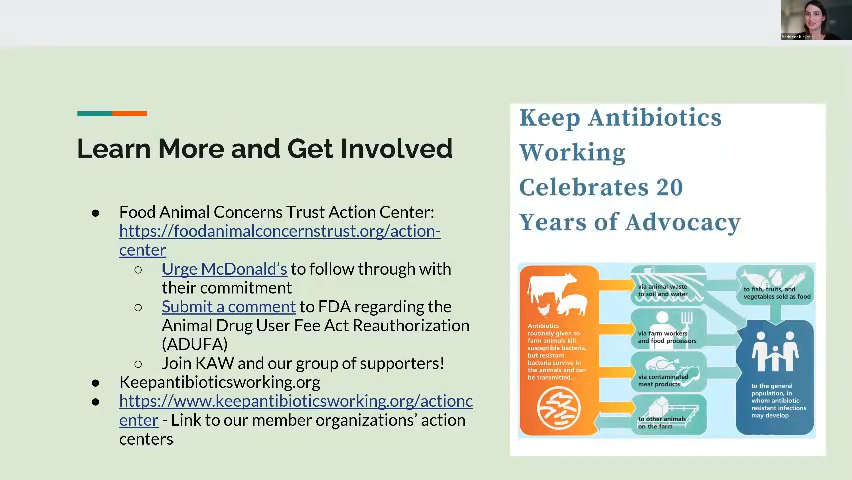 Learn More and Get Involved
● Food Animal Concerns Trust Action Center:
https://foodanimalconcernstrust.org/action-
center
○ Urge McDonald's to follow through with
their commitment
○ Submit a comment to FDA regarding the
Animal Drug User Fee Act Reauthorization
(ADUFA)
○ Join KAW and our group of supporters!
● Keepantibioticsworking.org
● https://www.keepantibioticsworking.org/actionc
enter - Link to our member organizations' action
centers
Keep Antibiotics
Working
Celebrates 20
Years of Advocacy
Antibiotics
routinely given to
farm animals kill
susceptible bacteria,
but resistant
bacteria survive in
the animals and can
be transmitted...
via animal waste
to soil and water
to fish, fruits, and
vegetables sold as food
via farm workers
and food processors
via contaminated
meat products
to other animals
on the farm
to the general
population, in
whom antibiotic-
resistant infections
may develop